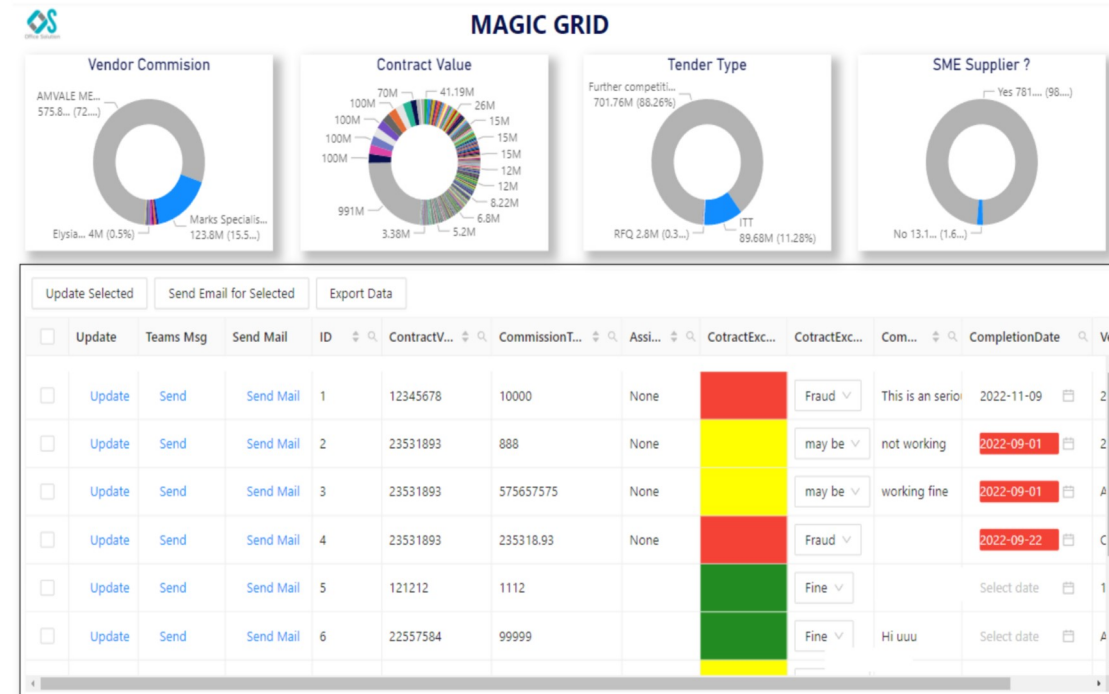 OS
Office Solution
MAGIC GRID
Vendor Commision
AMVALE ME...
575.8... (72....)
Marks Specialis...
123.8M (15.5...)
Elysia... 4M (0.5%)
Contract Value
70M
41.19M
100M
26M
100M
15M
100M
15M
100M
15M
12M
12M
8.22M
991M
6.8M
3.38M
5.2M
Tender Type
Further competiti...
701.76M (88.26%)
ITT
RFQ 2.8M (0.3...)
89.68M (11.28%)
SME Supplier ?
Yes 781.... (98....)
No 13.1... (1.6...)
Update Selected Send Email for Selected Export Data
Update Teams Msg Send Mail ID ContractV... CommissionT... Assi... CotractExc... CotractExc... Com... CompletionDate
Update Send Send Mail 1 12345678 10000 None Fraud This is an serio 2022-11-09 2
Update Send Send Mail 2 23531893 888 None may be not working 2022-09-01 2
Update Send Send Mail 3 23531893 575657575 None may be working fine 2022-09-01 A
Update Send Send Mail 4 23531893 235318.93 None Fraud 2022-09-22
Update Send Send Mail 5 121212 1112 Fine Select date 1
Update Send Send Mail 6 22557584 99999 Fine Hi uuu Select date A